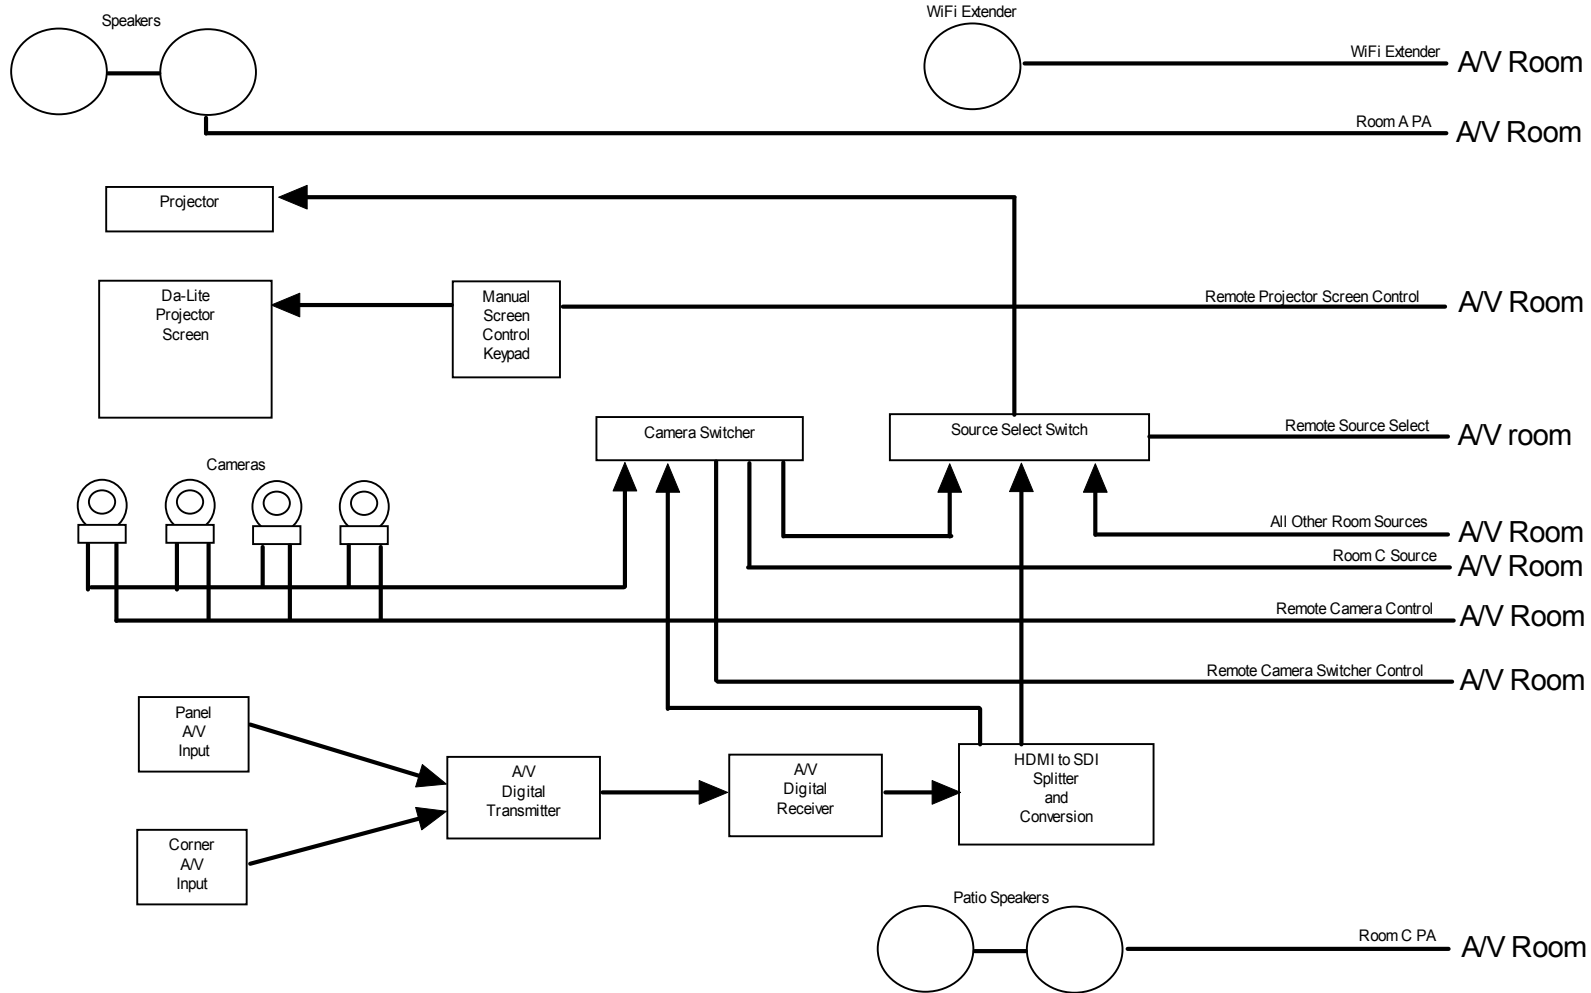 Speakers
WiFi Extender
WiFi Extender
A/V Room
Room A PA
A/V Room
Projector
Da-Lite
Projector
Screen
Manual
Screen
Control
Keypad
Remote Projector Screen Control
A/V Room
Camera Switcher
Source Select Switch
Remote Source Select
A/V room
Cameras
All Other Room Sources
A/V Room
Room C Source
A/V Room
Remote Camera Control
A/V Room
Remote Camera Switcher Control
A/V Room
Panel
A/V
Input
A/V
Digital
Transmitter
A/V
Digital
Receiver
HDMI to SDI
Splitter
and
Conversion
Corner
A/V
Input
Patio Speakers
Room C PA
A/V Room